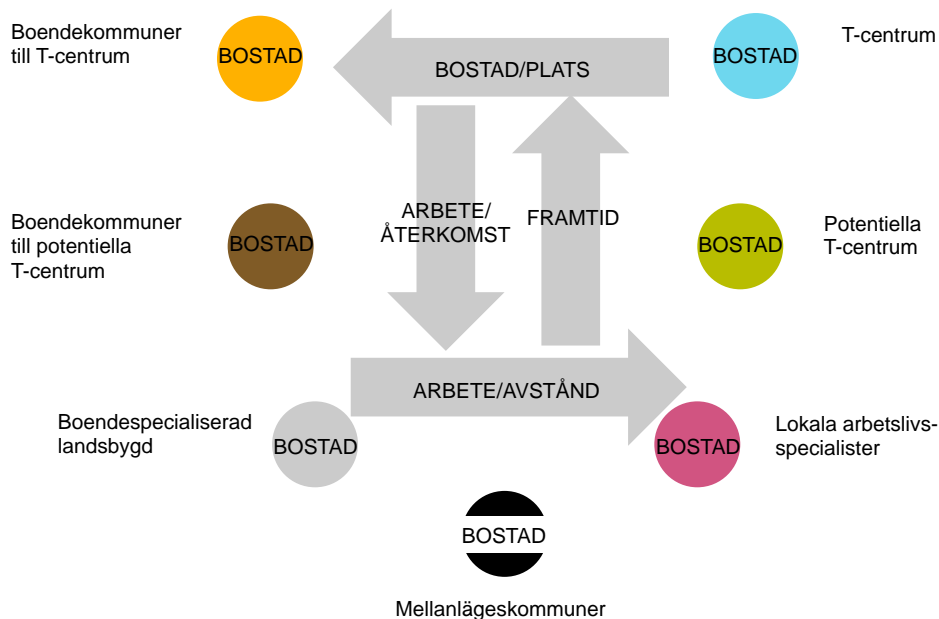 Boendekommuner
till T-centrum
BOSTAD
BOSTAD/PLATS
BOSTAD
T-centrum
Boendekommuner
till potentiella
T-centrum
BOSTAD
ARBETE/
ÅTERKOMST
FRAMTID
BOSTAD
Potentiella
T-centrum
ARBETE/AVSTÅND
Boendespecialiserad
landsbygd
BOSTAD
BOSTAD
Lokala arbetslivs-
specialister
BOSTAD
Mellanlägeskommuner